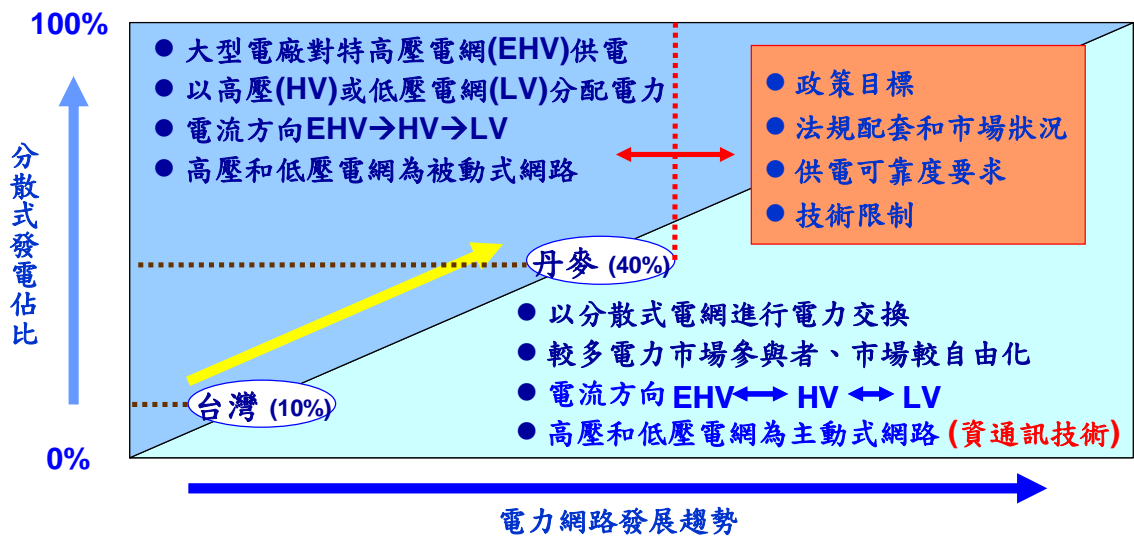 100%
● 大型電廠對特高壓電網(EHV)供電
● 以高壓(HV)或低壓電網(LV)分配電力
● 電流方向EHV→HV→LV
● 高壓和低壓電網為被動式網路
● 政策目標
● 法規配套和市場狀況
● 供電可靠度要求
● 技術限制
分散式發電佔比
丹麥 (40%)
● 以分散式電網進行電力交換
● 較多電力市場參與者、市場較自由化
● 電流方向 EHV↔ HV ↔ LV
● 高壓和低壓電網為主動式網路 (資通訊技術)
台灣 (10%)
0%
電力網路發展趨勢